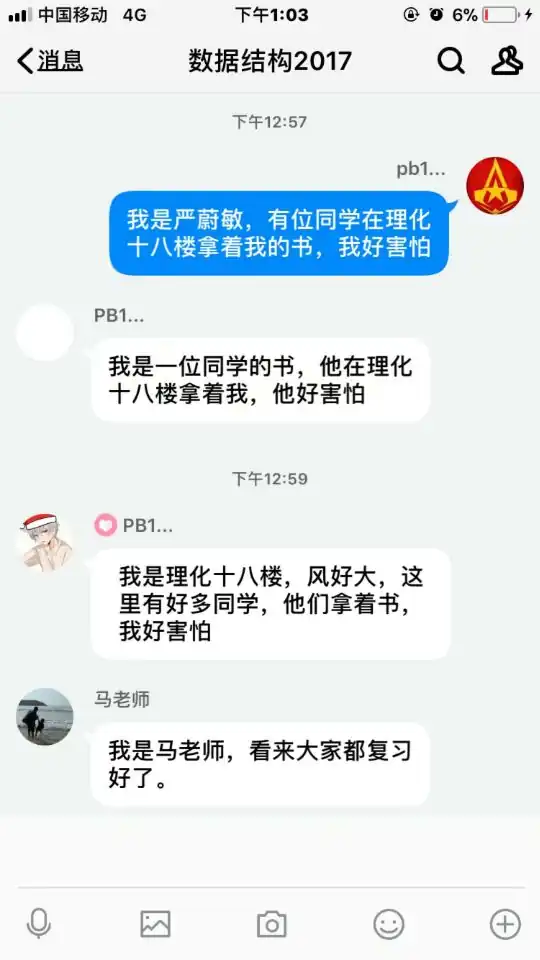 中国移动 4G 下午1:03 6%
消息 数据结构2017
下午12:57
pb1...
我是严蔚敏，有位同学在理化
十八楼拿着我的书，我好害怕
PB1...
我是一位同学的书，他在理化
十八楼拿着我，他好害怕
下午12:59
PB1...
我是理化十八楼，风好大，这
里有好多同学，他们拿着书，
我好害怕
马老师
我是马老师，看来大家都复习
好了。